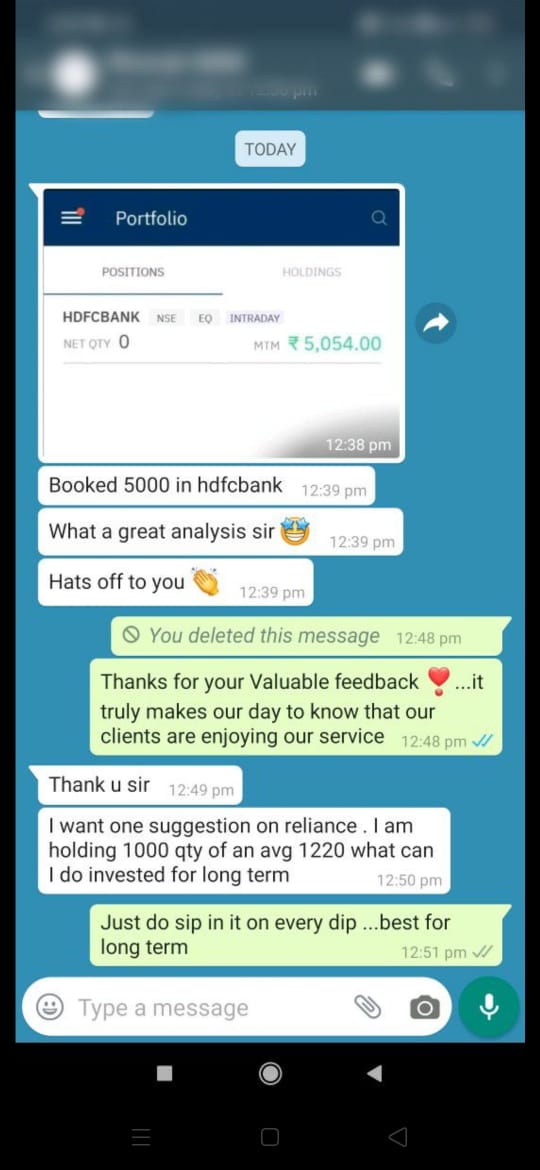 TODAY
Portfolio
POSITIONS HOLDINGS
HDFCBANK NSE EQ INTRADAY
NET QTY 0 MTM ₹ 5,054.00
12:38 pm
Booked 5000 in hdfcbank 12:39 pm
What a great analysis sir 🤩 12:39 pm
Hats off to you 👏 12:39 pm
You deleted this message 12:48 pm
Thanks for your Valuable feedback ❣️...it
truly makes our day to know that our
clients are enjoying our service 12:48 pm
Thank u sir 12:49 pm
I want one suggestion on reliance . I am
holding 1000 qty of an avg 1220 what can
I do invested for long term 12:50 pm
Just do sip in it on every dip ...best for
long term 12:51 pm
Type a message